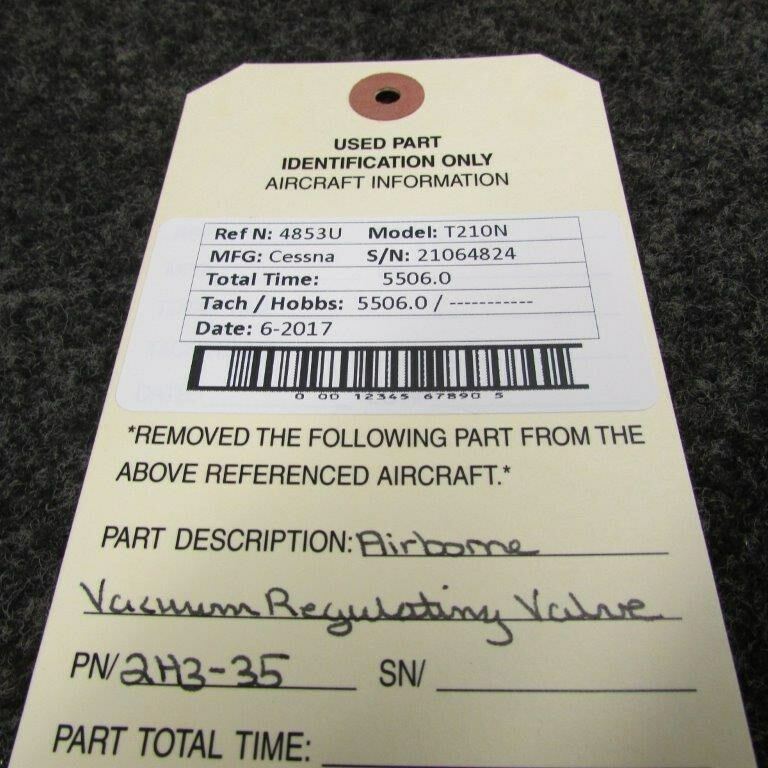 USED PART
IDENTIFICATION ONLY
AIRCRAFT INFORMATION
Ref N: 4853U Model: T210N
MFG: Cessna S/N: 21064824
Total Time: 5506.0
Tach / Hobbs: 5506.0 / -----------
Date: 6-2017
0 00 12345 67890 5
*REMOVED THE FOLLOWING PART FROM THE
ABOVE REFERENCED AIRCRAFT.*
PART DESCRIPTION: Airborne
Vacuum Regulating Valve
PN/ 2H3-35 SN/
PART TOTAL TIME: